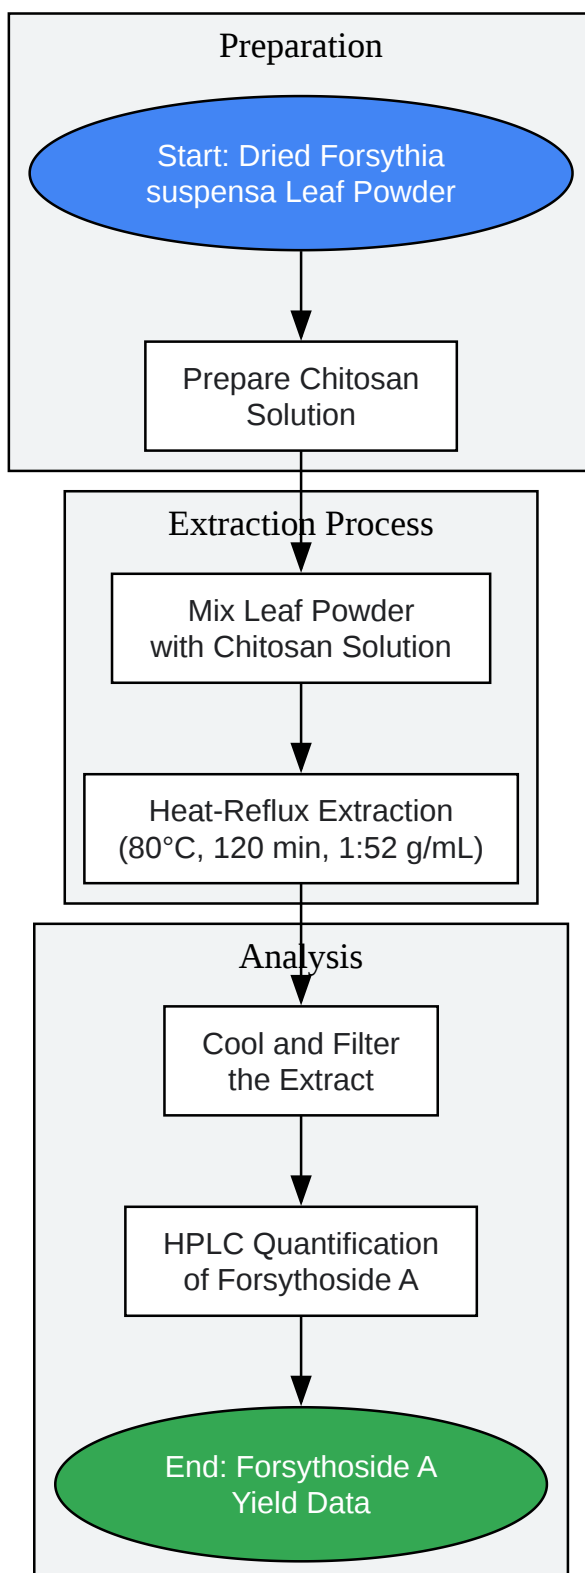 Preparation
Start: Dried Forsythia
suspensa Leaf Powder
Prepare Chitosan
Solution
Extraction Process
Mix Leaf Powder
with Chitosan Solution
Heat-Reflux Extraction
(80°C, 120 min, 1:52 g/mL)
Analysis
Cool and Filter
the Extract
HPLC Quantification
of Forsythoside A
End: Forsythoside A
Yield Data